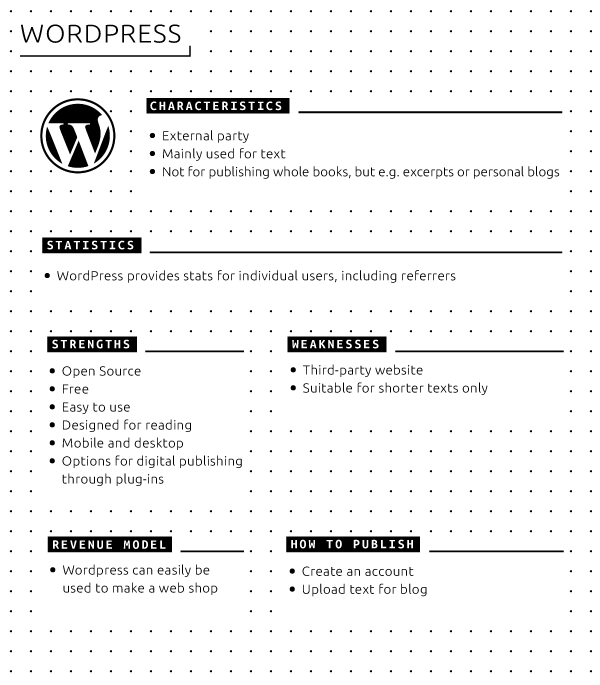 WORDPRESS
CHARACTERISTICS
External party
Mainly used for text
Not for publishing whole books, but e.g. excerpts or personal blogs
STATISTICS
WordPress provides stats for individual users, including referrers
STRENGTHS
Open Source
Free
Easy to use
Designed for reading
Mobile and desktop
Options for digital publishing
through plug-ins
WEAKNESSES
Third-party website
Suitable for shorter texts only
REVENUE MODEL
Wordpress can easily be
used to make a web shop
HOW TO PUBLISH
Create an account
Upload text for blog